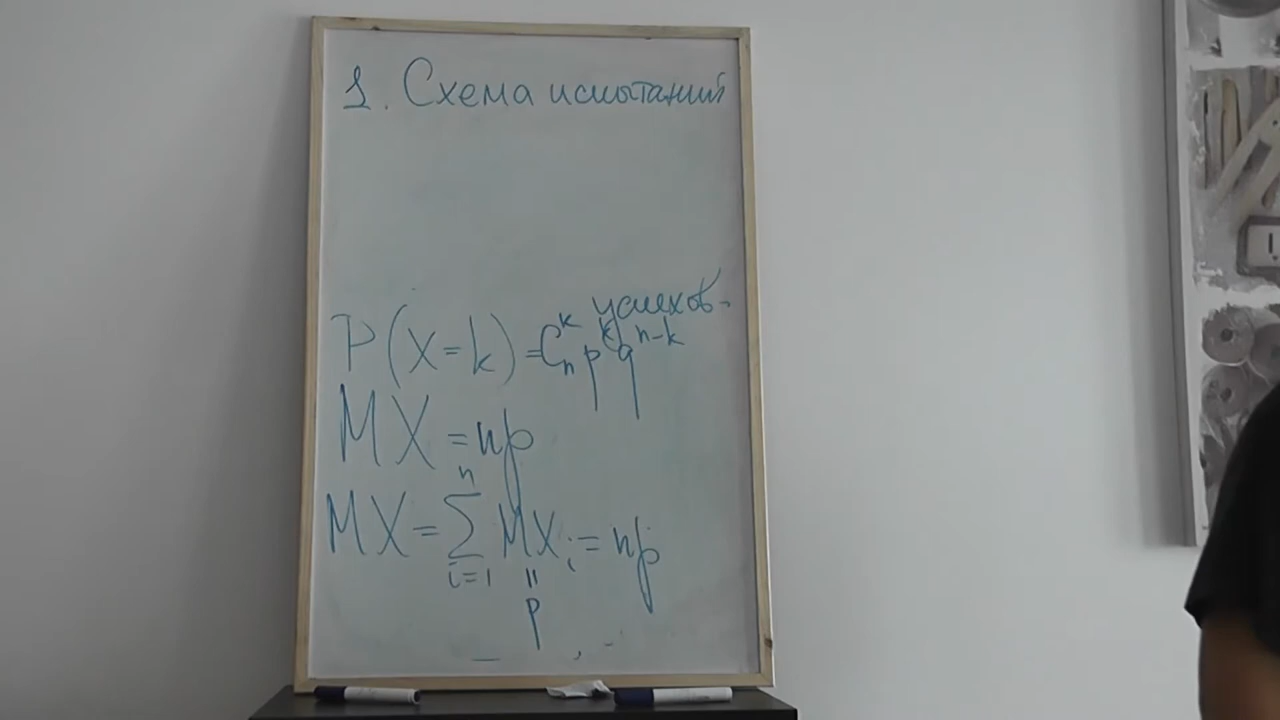 1. Схема испытаний
успехов
P(X=k)=C_n^k p^k q^{n-k}
MX=np
n
MX=∑MX_i=np
i=1 ||
p